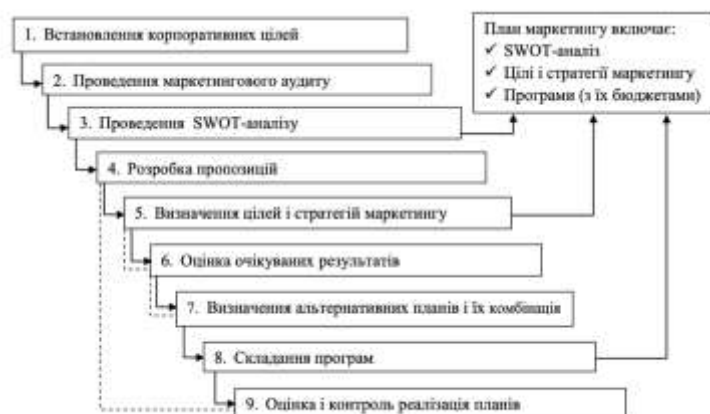 1. Встановлення корпоративних цілей
2. Проведення маркетингового аудиту
3. Проведення SWOT-аналізу
4. Розробка пропозицій
5. Визначення цілей і стратегій маркетингу
6. Оцінка очікуваних результатів
7. Визначення альтернативних планів і їх комбінація
8. Складання програм
9. Оцінка і контроль реалізація планів
План маркетингу включає:
✓ SWOT-аналіз
✓ Цілі і стратегії маркетингу
✓ Програми (з їх бюджетами)